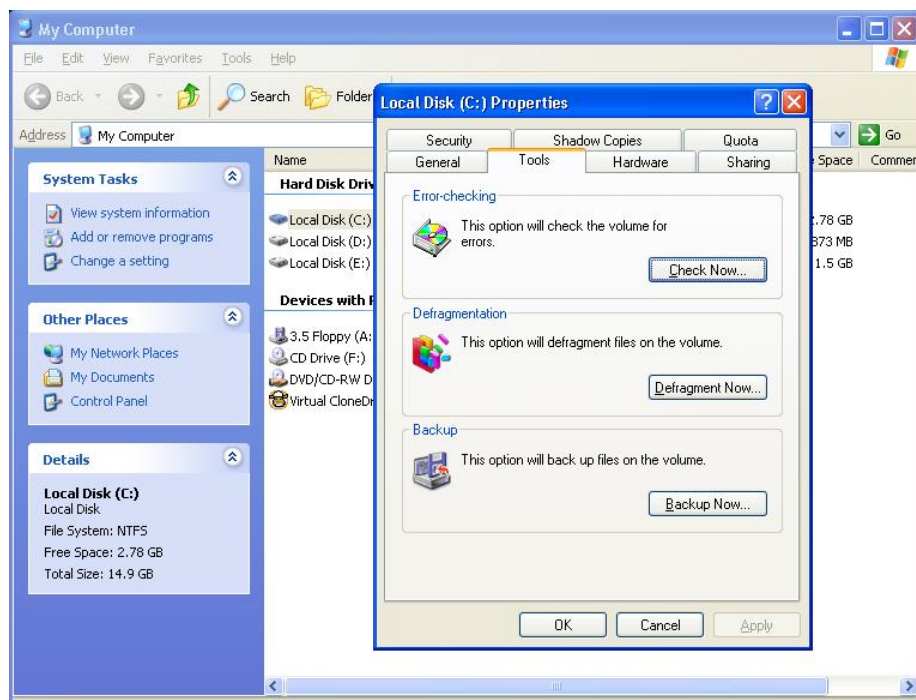 My Computer
File Edit View Favorites Tools Help
Back Search Folder
Address My Computer Go
System Tasks
View system information
Add or remove programs
Change a setting
Other Places
My Network Places
My Documents
Control Panel
Details
Local Disk (C:)
Local Disk
File System: NTFS
Free Space: 2.78 GB
Total Size: 14.9 GB
Name Space
Hard Disk
Local Disk (C:) .78 GB
Local Disk (D:) 873 MB
Local Disk (E:) 1.5 GB
Devices with
3.5 Floppy (A:
CD Drive (F:)
DVD/CD-RW
Virtual
Local Disk (C:) Properties
Security Shadow Copies Quota
General Tools Hardware Sharing
Error-checking
This option will check the volume for
errors.
Check Now...
Defragmentation
This option will defragment files on the volume.
Defragment Now...
Backup
This option will back up files on the volume.
Backup Now...
OK Cancel Apply